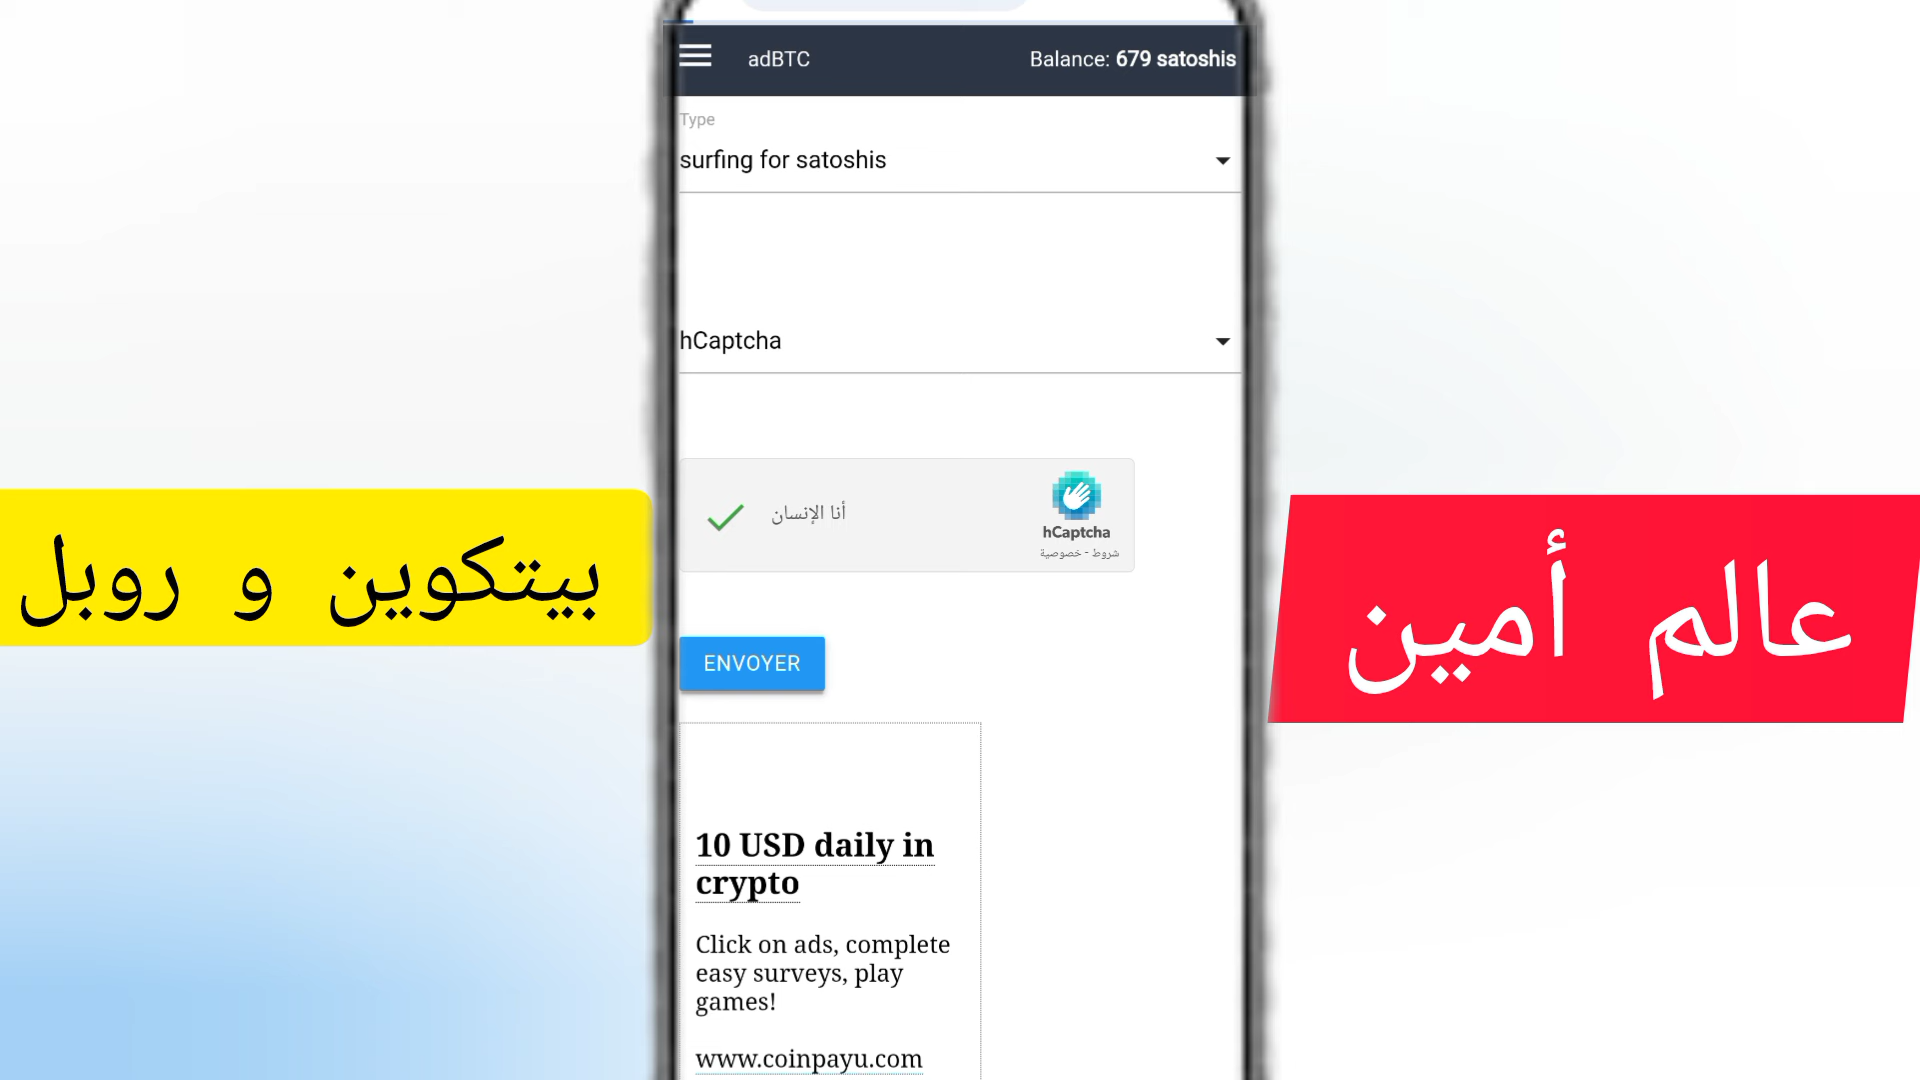 adBTC
Balance: 679 satoshis
Type
surfing for satoshis
hCaptcha
أنا الإنسان
hCaptcha
شروط - خصوصية
بيتكوين و روبل
عالم أمين
ENVOYER
10 USD daily in
crypto
Click on ads, complete
easy surveys, play
games!
www.coinpayu.com